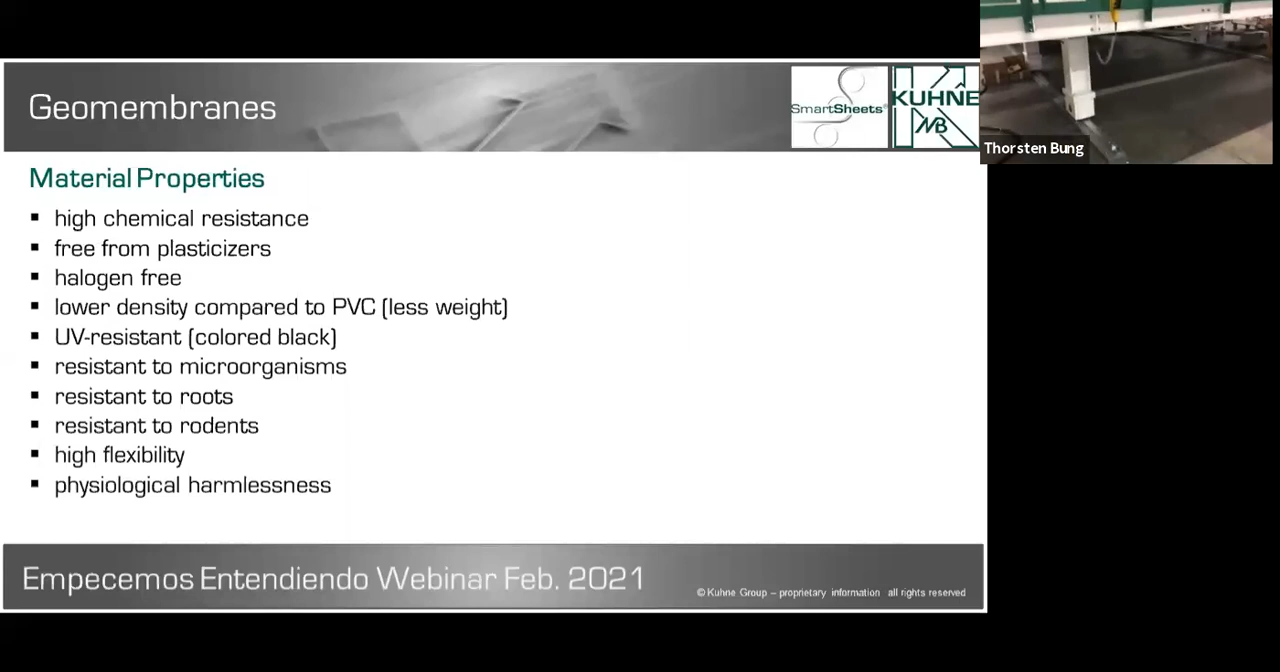 Geomembranes
SmartSheets®
KUHNE
Thorsten Bung
Material Properties
▪ high chemical resistance
▪ free from plasticizers
▪ halogen free
▪ lower density compared to PVC (less weight)
▪ UV-resistant (colored black)
▪ resistant to microorganisms
▪ resistant to roots
▪ resistant to rodents
▪ high flexibility
▪ physiological harmlessness
Empecemos Entendiendo Webinar Feb. 2021
© Kuhne Group – proprietary information all rights reserved